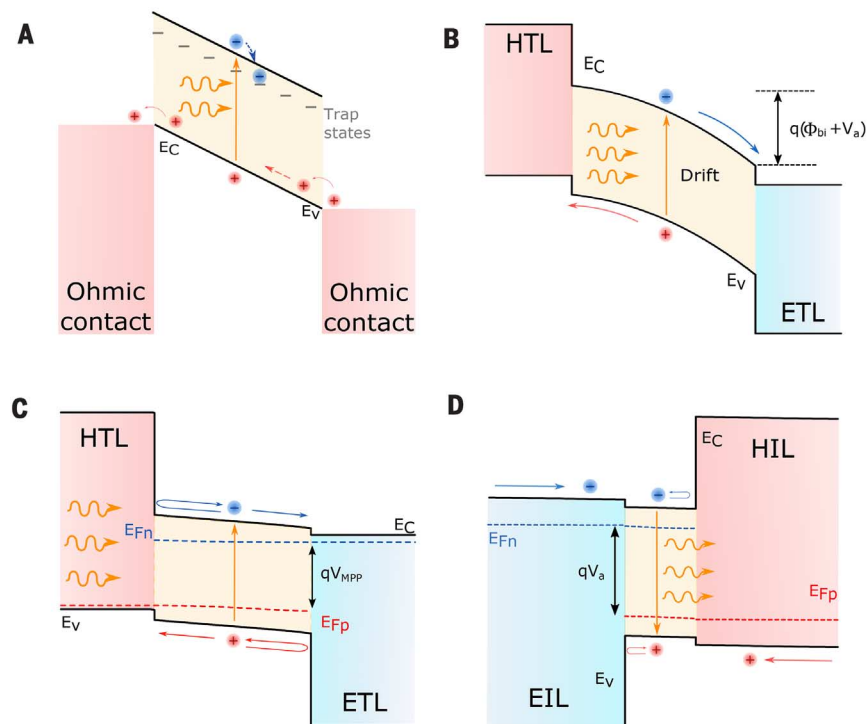 A
Trap
states
E_C
E_V
Ohmic
contact
Ohmic
contact
B
HTL
E_C
q(Φ_bi+V_a)
Drift
E_V
ETL
C
HTL
E_C
E_Fn
qV_MPP
E_V
E_Fp
ETL
D
E_C
HIL
E_Fn
qV_a
E_Fp
E_V
EIL